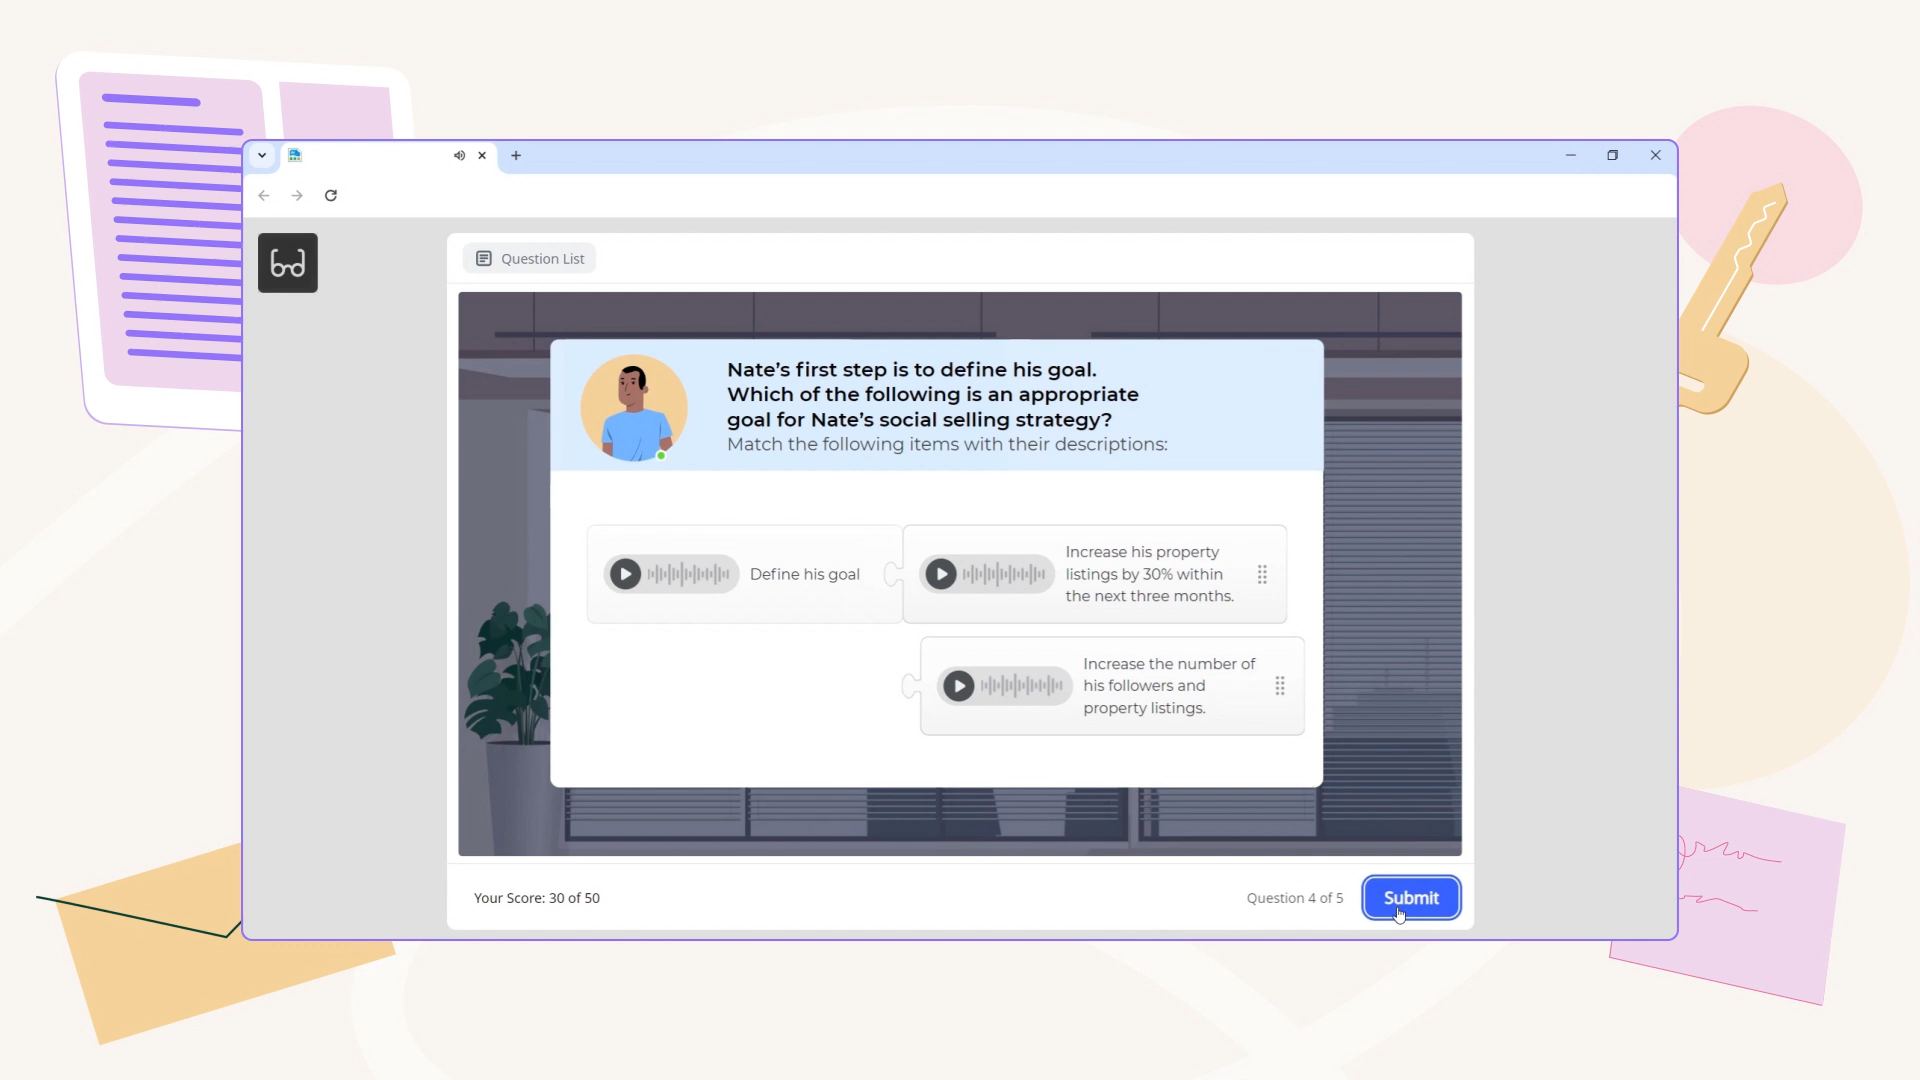 Question List
Nate’s first step is to define his goal.
Which of the following is an appropriate
goal for Nate’s social selling strategy?
Match the following items with their descriptions:
Define his goal
Increase his property
listings by 30% within
the next three months.
Increase the number of
his followers and
property listings.
Your Score: 30 of 50
Question 4 of 5
Submit